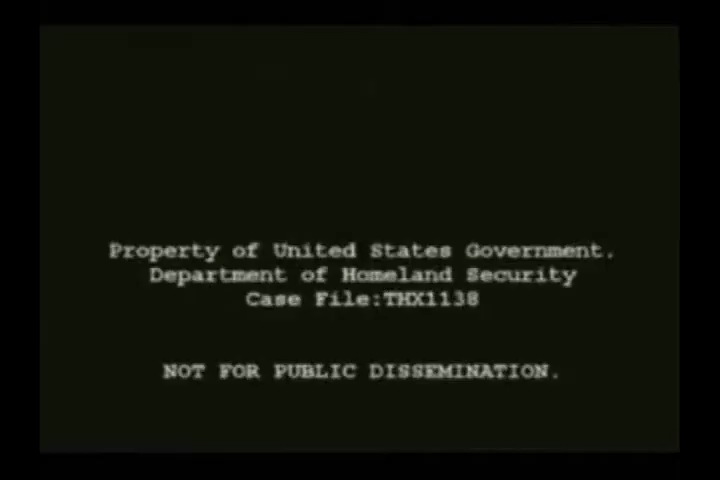 Property of United States Government.
Department of Homeland Security
Case File:THX1138
NOT FOR PUBLIC DISSEMINATION.